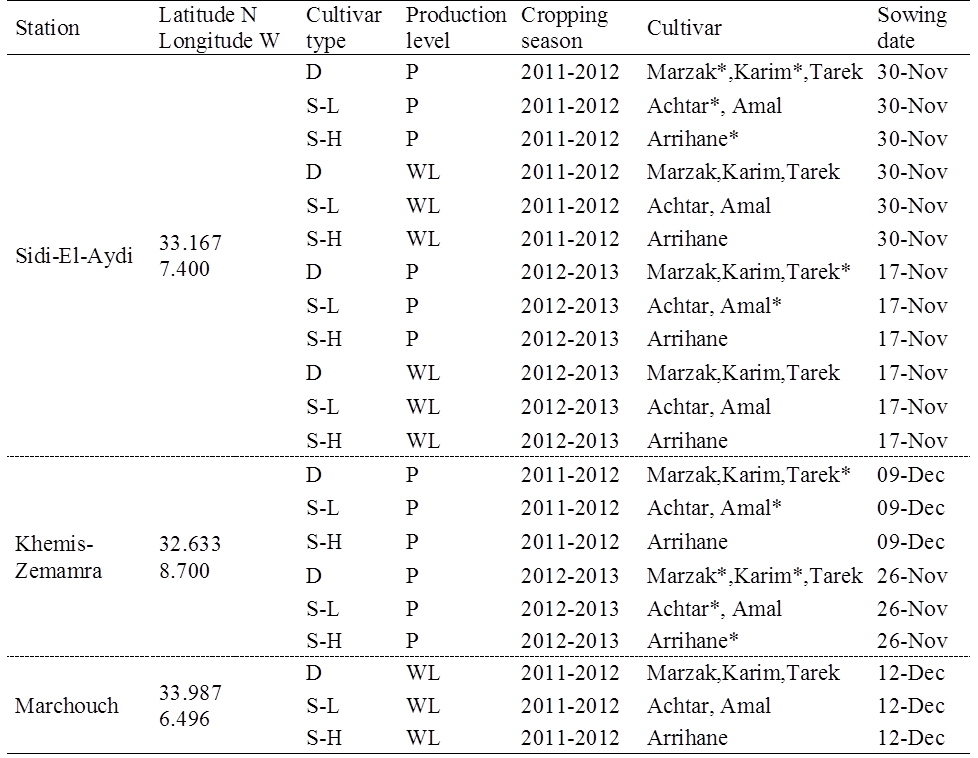 Station Latitude N Longitude W Cultivar type Production level Cropping season Cultivar Sowing date
D P 2011-2012 Marzak*,Karim*,Tarek 30-Nov
S-L P 2011-2012 Achtar*, Amal 30-Nov
S-H P 2011-2012 Arrihane* 30-Nov
D WL 2011-2012 Marzak,Karim,Tarek 30-Nov
S-L WL 2011-2012 Achtar, Amal 30-Nov
S-H WL 2011-2012 Arrihane 30-Nov
Sidi-El-Aydi 33.167 7.400
D P 2012-2013 Marzak,Karim,Tarek* 17-Nov
S-L P 2012-2013 Achtar, Amal* 17-Nov
S-H P 2012-2013 Arrihane 17-Nov
D WL 2012-2013 Marzak,Karim,Tarek 17-Nov
S-L WL 2012-2013 Achtar, Amal 17-Nov
S-H WL 2012-2013 Arrihane 17-Nov
D P 2011-2012 Marzak,Karim,Tarek* 09-Dec
S-L P 2011-2012 Achtar, Amal* 09-Dec
S-H P 2011-2012 Arrihane 09-Dec
Khemis-Zemamra 32.633 8.700
D P 2012-2013 Marzak*,Karim*,Tarek 26-Nov
S-L P 2012-2013 Achtar*, Amal 26-Nov
S-H P 2012-2013 Arrihane* 26-Nov
D WL 2011-2012 Marzak,Karim,Tarek 12-Dec
Marchouch 33.987 6.496
S-L WL 2011-2012 Achtar, Amal 12-Dec
S-H WL 2011-2012 Arrihane 12-Dec